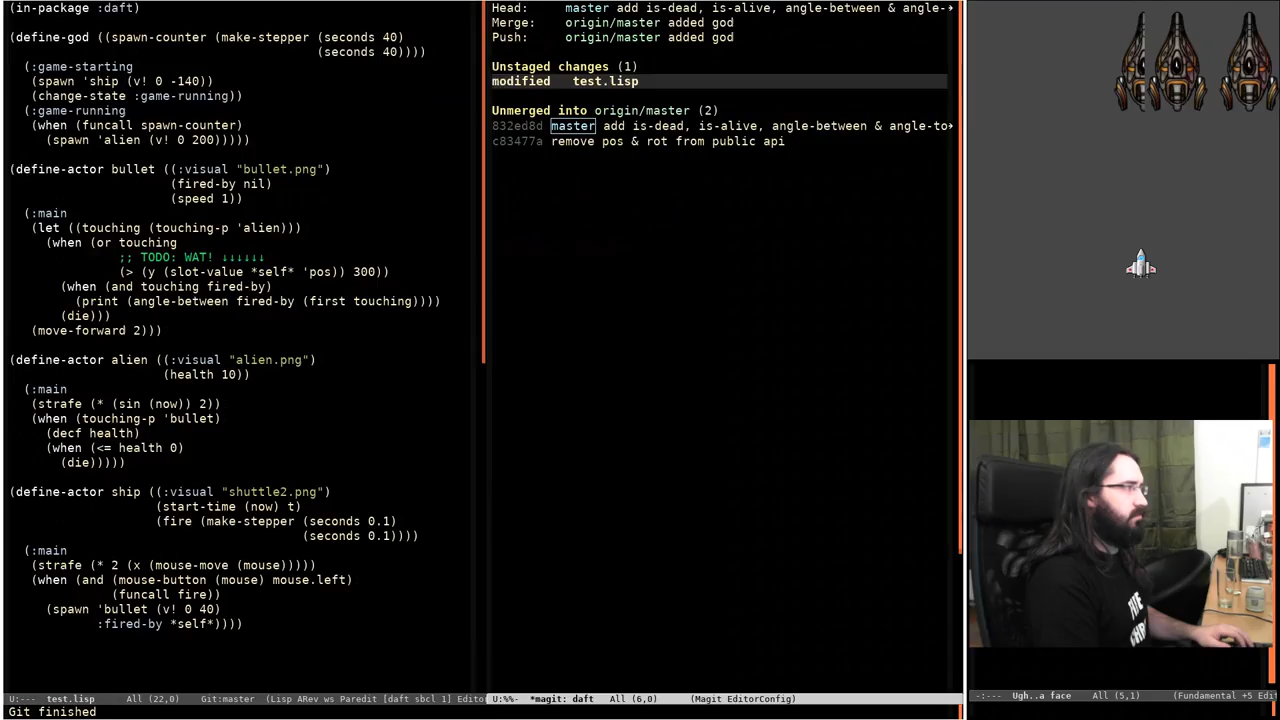 (in-package :daft)
(define-god ((spawn-counter (make-stepper (seconds 40)
(seconds 40))))
(:game-starting
(spawn 'ship (v! 0 -140))
(change-state :game-running))
(:game-running
(when (funcall spawn-counter)
(spawn 'alien (v! 0 200)))))
(define-actor bullet ((:visual "bullet.png")
(fired-by nil)
(speed 1))
(:main
(let ((touching (touching-p 'alien)))
(when (or touching
;; TODO: WAT! ↓↓↓↓↓↓
(> (y (slot-value *self* 'pos)) 300))
(when (and touching fired-by)
(print (angle-between fired-by (first touching))))
(die)))
(move-forward 2)))
(define-actor alien ((:visual "alien.png")
(health 10))
(:main
(strafe (* (sin (now)) 2))
(when (touching-p 'bullet)
(decf health)
(when (<= health 0)
(die)))))
(define-actor ship ((:visual "shuttle2.png")
(start-time (now) t)
(fire (make-stepper (seconds 0.1)
(seconds 0.1))))
(:main
(strafe (* 2 (x (mouse-move (mouse)))))
(when (and (mouse-button (mouse) mouse.left)
(funcall fire))
(spawn 'bullet (v! 0 40)
:fired-by *self*))))
U:--- test.lisp All (22,0) Git:master (Lisp ARev ws Paredit [daft sbcl 1] Edito
Git finished
Head: master add is-dead, is-alive, angle-between & angle-→
Merge: origin/master added god
Push: origin/master added god
Unstaged changes (1)
modified test.lisp
Unmerged into origin/master (2)
832ed8d master add is-dead, is-alive, angle-between & angle-to→
c83477a remove pos & rot from public api
U:%%- *magit: daft All (6,0) (Magit EditorConfig)
THE
-:--- Ugh..a face All (5,1) (Fundamental +5 Edit